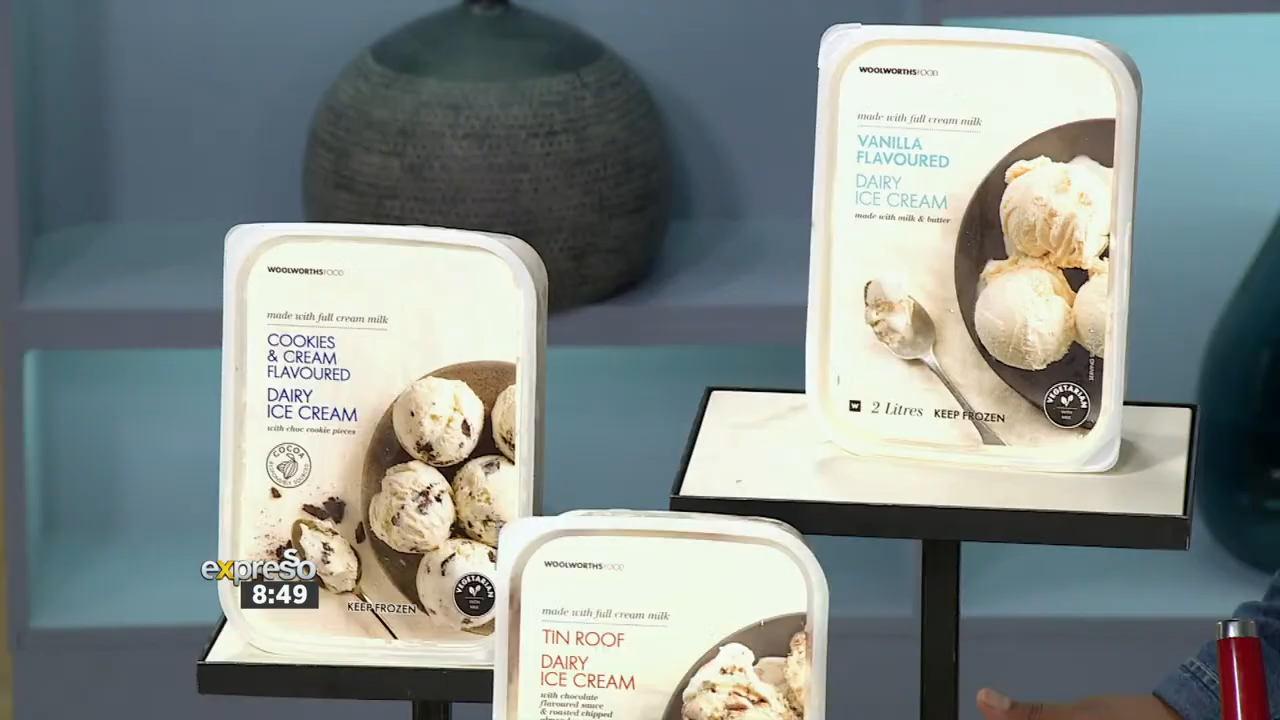 WOOLWORTHS FOOD
made with full cream milk
VANILLA
FLAVOURED
DAIRY
ICE CREAM
made with milk & butter
2 Litres KEEP FROZEN
VEGETARIAN
WOOLWORTHS FOOD
made with full cream milk
COOKIES
& CREAM
FLAVOURED
DAIRY
ICE CREAM
with choc cookie pieces
COCOA
KEEP FROZEN
VEGETARIAN
WOOLWORTHS FOOD
made with full cream milk
TIN ROOF
DAIRY
ICE CREAM
with chocolate
flavoured sauce
& roasted chipped
expresso
8:49